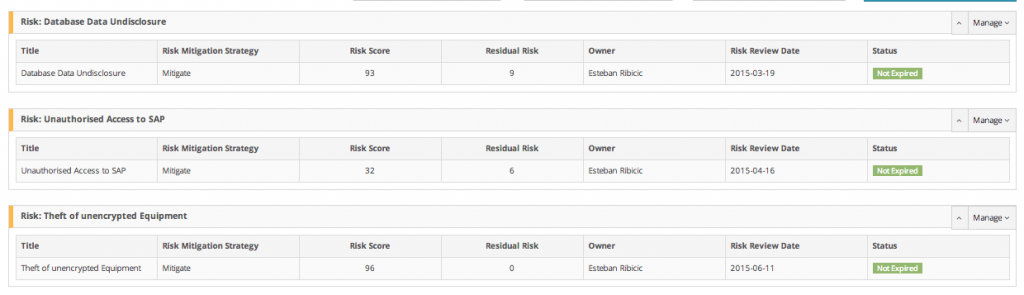 Risk: Database Data Undisclosure
Manage
Title Risk Mitigation Strategy Risk Score Residual Risk Owner Risk Review Date Status
Database Data Undisclosure Mitigate 93 9 Esteban Ribicic 2015-03-19 Not Expired
Risk: Unauthorised Access to SAP
Manage
Title Risk Mitigation Strategy Risk Score Residual Risk Owner Risk Review Date Status
Unauthorised Access to SAP Mitigate 32 6 Esteban Ribicic 2015-04-16 Not Expired
Risk: Theft of unencrypted Equipment
Manage
Title Risk Mitigation Strategy Risk Score Residual Risk Owner Risk Review Date Status
Theft of unencrypted Equipment Mitigate 96 0 Esteban Ribicic 2015-06-11 Not Expired